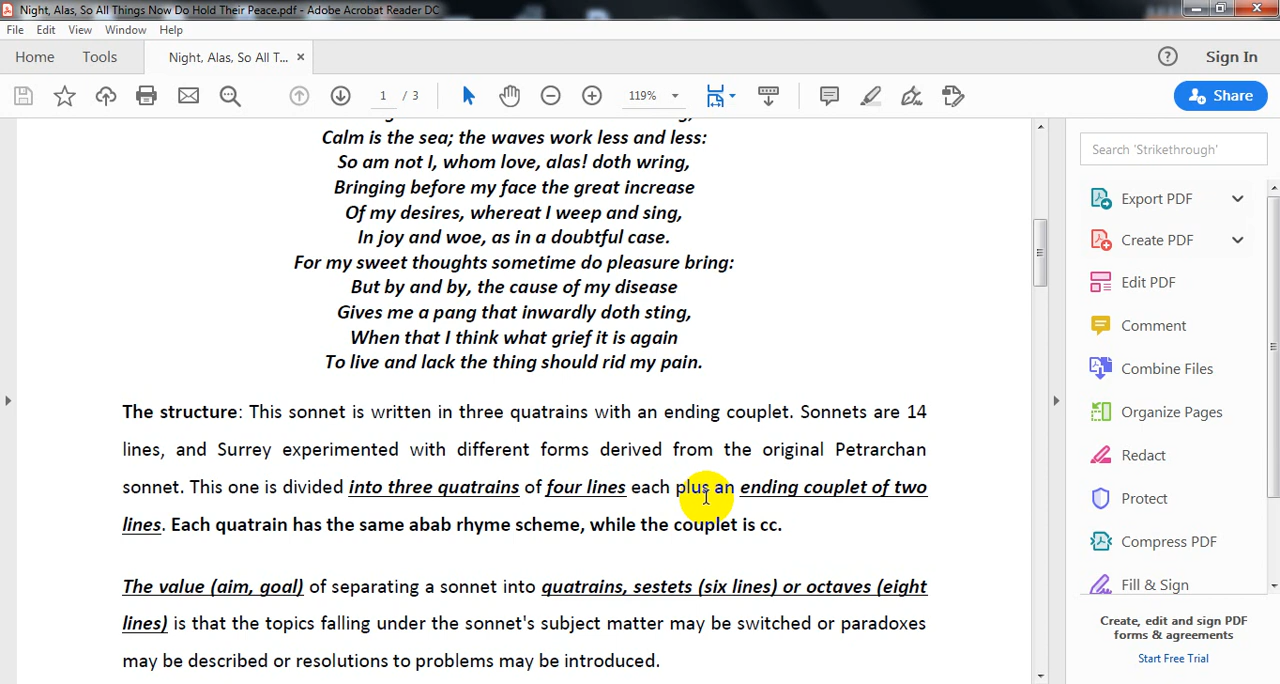 Night, Alas, So All Things Now Do Hold Their Peace.pdf - Adobe Acrobat Reader DC
File Edit View Window Help
Home Tools Night, Alas, So All T... ×
? Sign In
1 / 3 119% Share
Calm is the sea; the waves work less and less:
So am not I, whom love, alas! doth wring,
Bringing before my face the great increase
Of my desires, whereat I weep and sing,
In joy and woe, as in a doubtful case.
For my sweet thoughts sometime do pleasure bring:
But by and by, the cause of my disease
Gives me a pang that inwardly doth sting,
When that I think what grief it is again
To live and lack the thing should rid my pain.
The structure: This sonnet is written in three quatrains with an ending couplet. Sonnets are 14
lines, and Surrey experimented with different forms derived from the original Petrarchan
sonnet. This one is divided into three quatrains of four lines each plus an ending couplet of two
lines. Each quatrain has the same abab rhyme scheme, while the couplet is cc.
The value (aim, goal) of separating a sonnet into quatrains, sestets (six lines) or octaves (eight
lines) is that the topics falling under the sonnet's subject matter may be switched or paradoxes
may be described or resolutions to problems may be introduced.
Search 'Strikethrough'
Export PDF
Create PDF
Edit PDF
Comment
Combine Files
Organize Pages
Redact
Protect
Compress PDF
Fill & Sign
Create, edit and sign PDF
forms & agreements
Start Free Trial